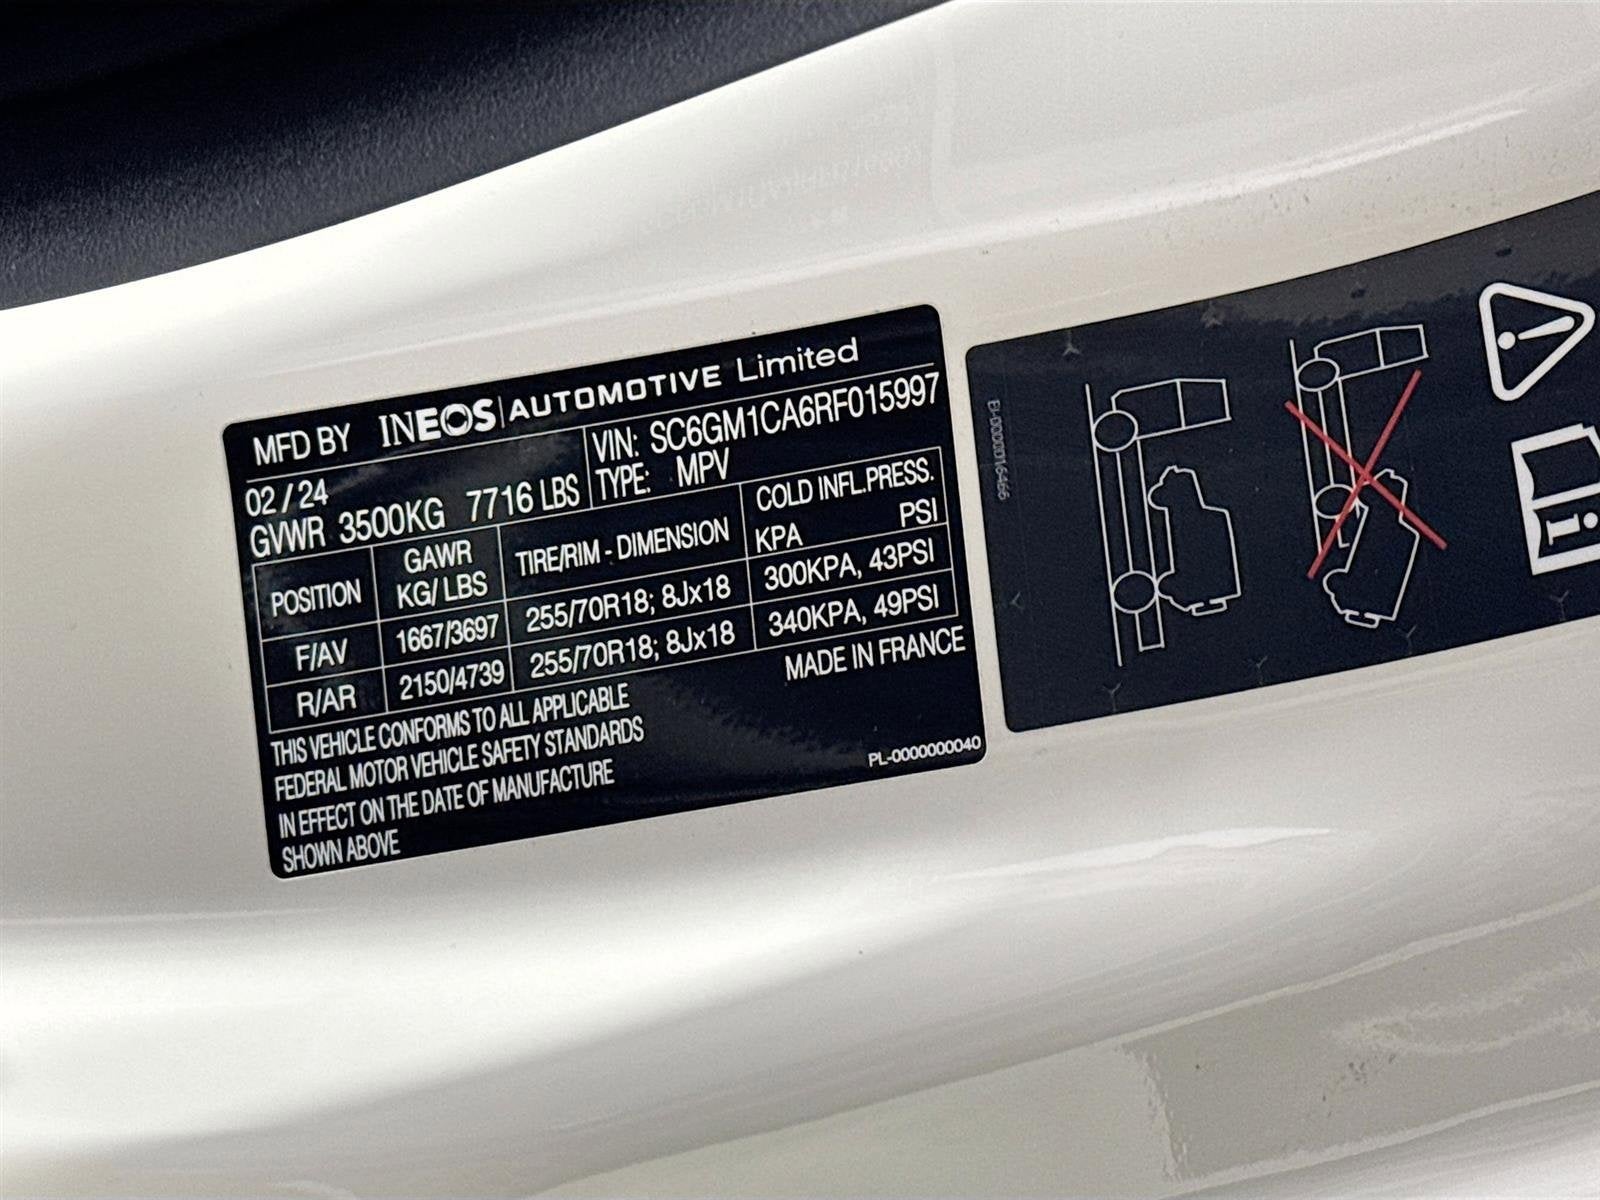 MFD BY INEOS | AUTOMOTIVE Limited
02 / 24
VIN: SC6GM1CA6RF015997
GVWR 3500KG 7716 LBS
TYPE: MPV
POSITION GAWR KG/ LBS TIRE/RIM - DIMENSION COLD INFL.PRESS. KPA PSI
F/AV 1667/3697 255/70R18; 8Jx18 300KPA, 43PSI
R/AR 2150/4739 255/70R18; 8Jx18 340KPA, 49PSI
MADE IN FRANCE
THIS VEHICLE CONFORMS TO ALL APPLICABLE
FEDERAL MOTOR VEHICLE SAFETY STANDARDS
IN EFFECT ON THE DATE OF MANUFACTURE
SHOWN ABOVE
PL-0000000040